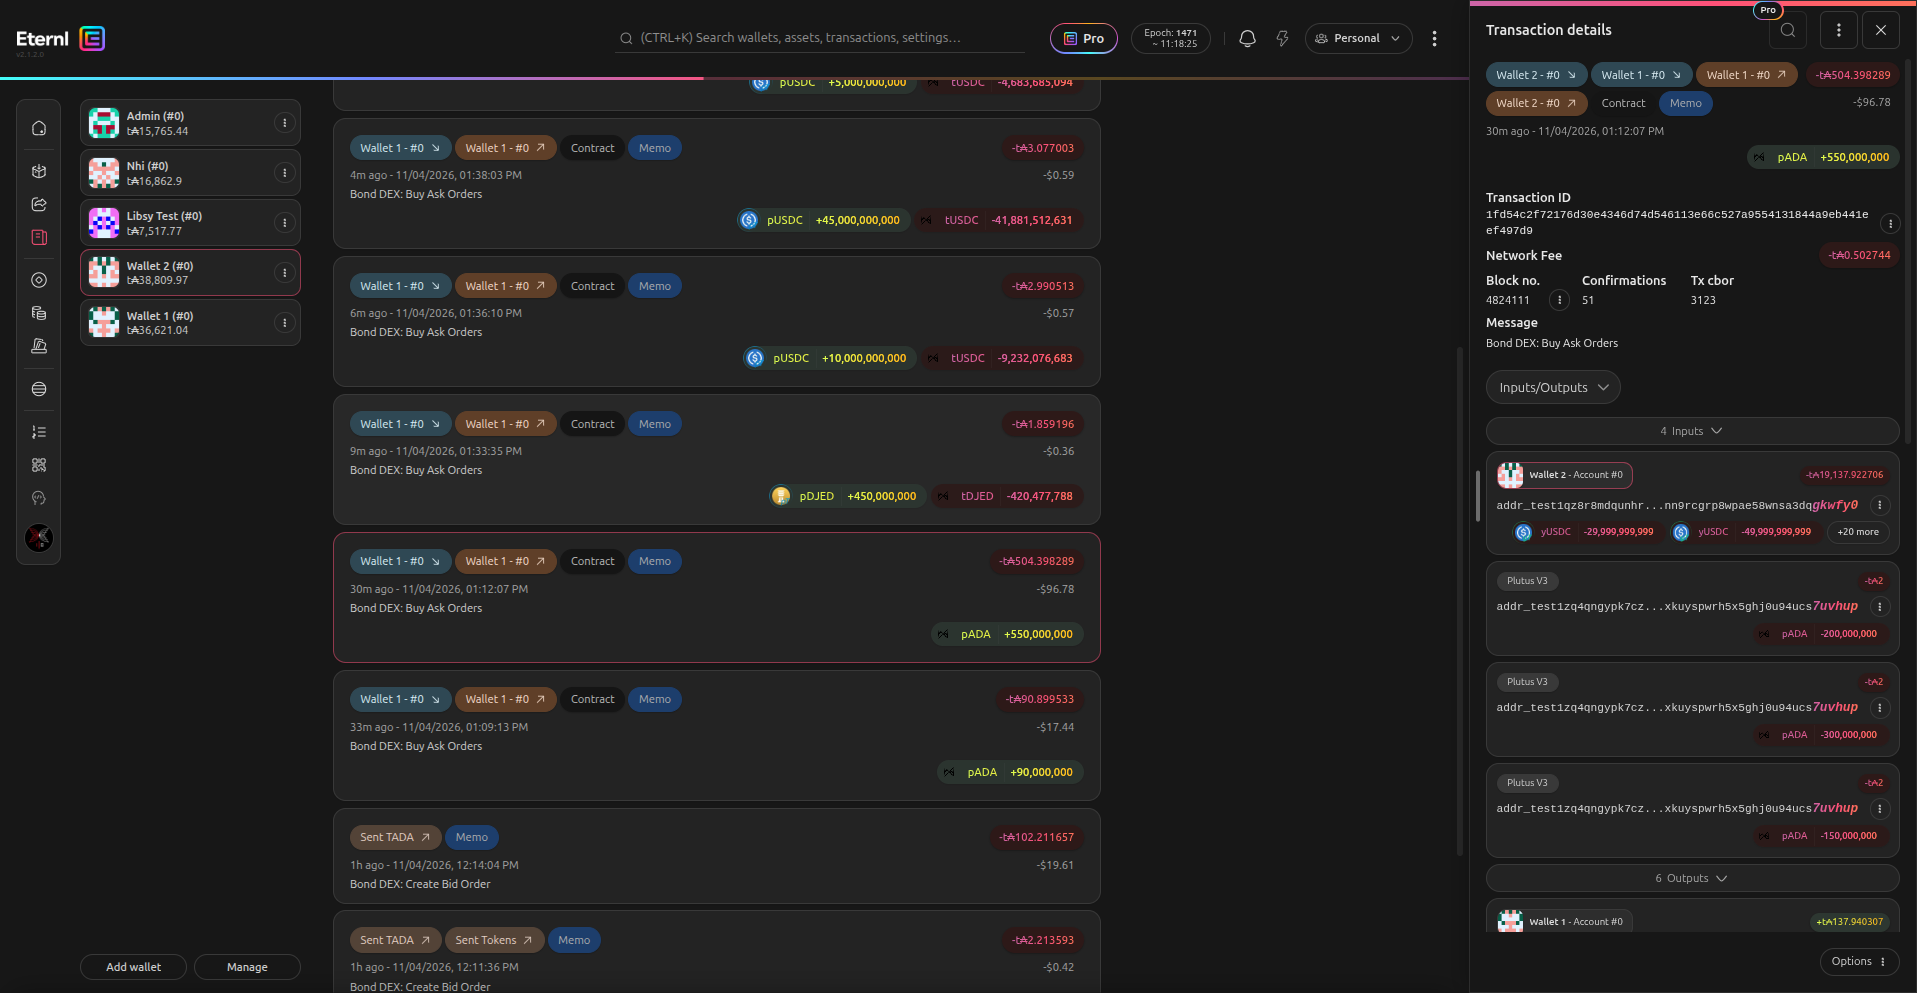 Eternl
v2.1.2.0
(CTRL+K) Search wallets, assets, transactions, settings...
Pro
Epoch: 1471
~ 11:18:25
Personal
Admin (#0)
t₳15,765.44
Nhi (#0)
t₳16,862.9
Libsy Test (#0)
t₳7,517.77
Wallet 2 (#0)
t₳38,809.97
Wallet 1 (#0)
t₳36,621.04
Add wallet
Manage
pUSDC +5,000,000,000 tUSDC -4,683,685,094
Wallet 1 - #0 Wallet 1 - #0 Contract Memo -t₳3.077003
4m ago - 11/04/2026, 01:38:03 PM -$0.59
Bond DEX: Buy Ask Orders
pUSDC +45,000,000,000 tUSDC -41,881,512,631
Wallet 1 - #0 Wallet 1 - #0 Contract Memo -t₳2.990513
6m ago - 11/04/2026, 01:36:10 PM -$0.57
Bond DEX: Buy Ask Orders
pUSDC +10,000,000,000 tUSDC -9,232,076,683
Wallet 1 - #0 Wallet 1 - #0 Contract Memo -t₳1.859196
9m ago - 11/04/2026, 01:33:35 PM -$0.36
Bond DEX: Buy Ask Orders
pDJED +450,000,000 tDJED -420,477,788
Wallet 1 - #0 Wallet 1 - #0 Contract Memo -t₳504.398289
30m ago - 11/04/2026, 01:12:07 PM -$96.78
Bond DEX: Buy Ask Orders
pADA +550,000,000
Wallet 1 - #0 Wallet 1 - #0 Contract Memo -t₳90.899533
33m ago - 11/04/2026, 01:09:13 PM -$17.44
Bond DEX: Buy Ask Orders
pADA +90,000,000
Sent TADA Memo -t₳102.211657
1h ago - 11/04/2026, 12:14:04 PM -$19.61
Bond DEX: Create Bid Order
Sent TADA Sent Tokens Memo -t₳2.213593
1h ago - 11/04/2026, 12:11:36 PM -$0.42
Bond DEX: Create Bid Order
Pro
Transaction details
Wallet 2 - #0 Wallet 1 - #0 Wallet 1 - #0 -t₳504.398289
Wallet 2 - #0 Contract Memo -$96.78
30m ago - 11/04/2026, 01:12:07 PM
pADA +550,000,000
Transaction ID
1fd54c2f72176d30e4346d74d546113e66c527a9554131844a9eb441e
ef497d9
Network Fee -t₳0.502744
Block no. Confirmations Tx cbor
4824111 51 3123
Message
Bond DEX: Buy Ask Orders
Inputs/Outputs
4 Inputs
Wallet 2 - Account #0 -t₳19,137.922706
addr_test1qz8r8mdqunhr...nn9rcgrp8wpae58wnsa3dqgkwfy0
yUSDC -29,999,999,999 yUSDC -49,999,999,999 +20 more
Plutus V3 -t₳2
addr_test1zq4qngypk7cz...xkuyspwrh5x5ghj0u94ucs7uvhup
pADA -200,000,000
Plutus V3 -t₳2
addr_test1zq4qngypk7cz...xkuyspwrh5x5ghj0u94ucs7uvhup
pADA -300,000,000
Plutus V3 -t₳2
addr_test1zq4qngypk7cz...xkuyspwrh5x5ghj0u94ucs7uvhup
pADA -150,000,000
6 Outputs
Wallet 1 - Account #0 +t₳137.940307
Options